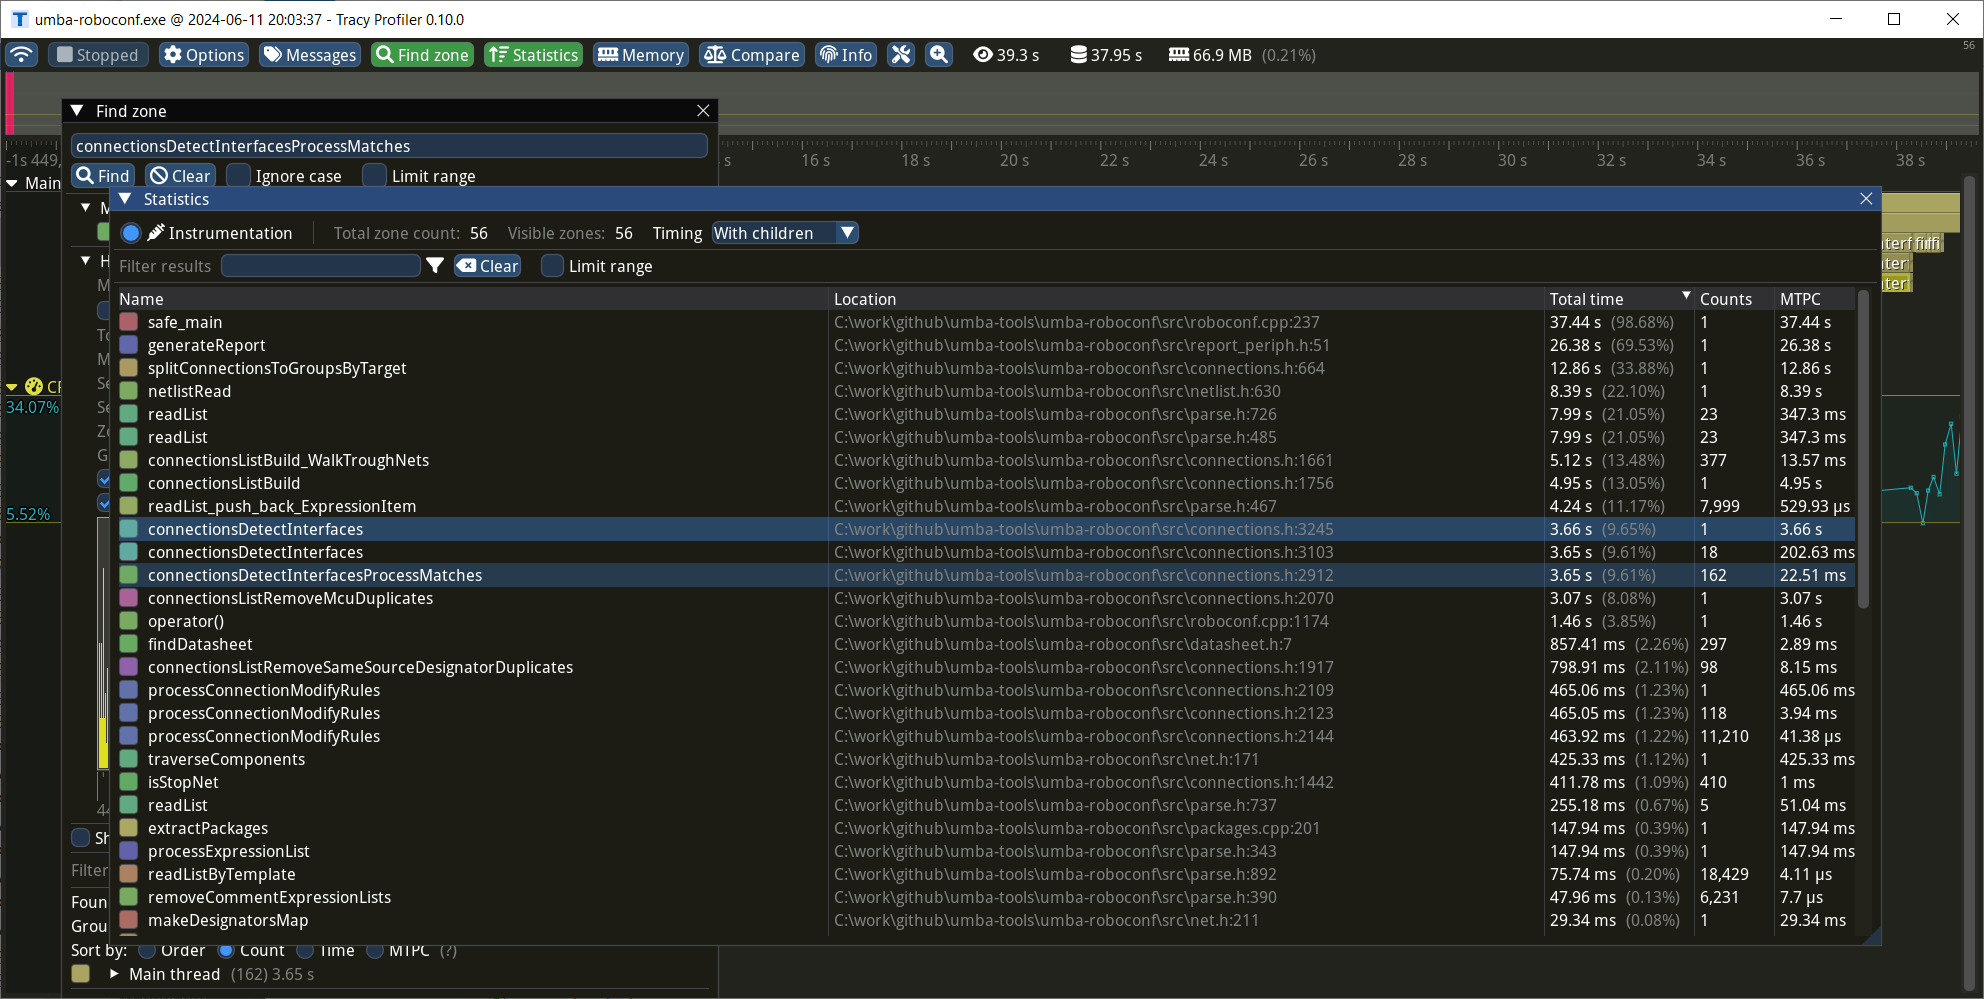 umba-roboconf.exe @ 2024-06-11 20:03:37 - Tracy Profiler 0.10.0
Stopped Options Messages Find zone Statistics Memory Compare Info 39.3 s 37.95 s 66.9 MB (0.21%) 56
Find zone
connectionsDetectInterfacesProcessMatches
-1s 449, s 16 s 18 s 20 s 22 s 24 s 26 s 28 s 30 s 32 s 34 s 36 s 38 s
Find Clear Ignore case Limit range
Main
Statistics
Instrumentation Total zone count: 56 Visible zones: 56 Timing With children
Filter results Clear Limit range
Name Location Total time Counts MTPC
safe_main C:\work\github\umba-tools\umba-roboconf\src\roboconf.cpp:237 37.44 s (98.68%) 1 37.44 s
generateReport C:\work\github\umba-tools\umba-roboconf\src\report_periph.h:51 26.38 s (69.53%) 1 26.38 s
splitConnectionsToGroupsByTarget C:\work\github\umba-tools\umba-roboconf\src\connections.h:664 12.86 s (33.88%) 1 12.86 s
netlistRead C:\work\github\umba-tools\umba-roboconf\src\netlist.h:630 8.39 s (22.10%) 1 8.39 s
readList C:\work\github\umba-tools\umba-roboconf\src\parse.h:726 7.99 s (21.05%) 23 347.3 ms
readList C:\work\github\umba-tools\umba-roboconf\src\parse.h:485 7.99 s (21.05%) 23 347.3 ms
connectionsListBuild_WalkTroughNets C:\work\github\umba-tools\umba-roboconf\src\connections.h:1661 5.12 s (13.48%) 377 13.57 ms
connectionsListBuild C:\work\github\umba-tools\umba-roboconf\src\connections.h:1756 4.95 s (13.05%) 1 4.95 s
readList_push_back_ExpressionItem C:\work\github\umba-tools\umba-roboconf\src\parse.h:467 4.24 s (11.17%) 7,999 529.93 µs
connectionsDetectInterfaces C:\work\github\umba-tools\umba-roboconf\src\connections.h:3245 3.66 s (9.65%) 1 3.66 s
connectionsDetectInterfaces C:\work\github\umba-tools\umba-roboconf\src\connections.h:3103 3.65 s (9.61%) 18 202.63 ms
connectionsDetectInterfacesProcessMatches C:\work\github\umba-tools\umba-roboconf\src\connections.h:2912 3.65 s (9.61%) 162 22.51 ms
connectionsListRemoveMcuDuplicates C:\work\github\umba-tools\umba-roboconf\src\connections.h:2070 3.07 s (8.08%) 1 3.07 s
operator() C:\work\github\umba-tools\umba-roboconf\src\roboconf.cpp:1174 1.46 s (3.85%) 1 1.46 s
findDatasheet C:\work\github\umba-tools\umba-roboconf\src\datasheet.h:7 857.41 ms (2.26%) 297 2.89 ms
connectionsListRemoveSameSourceDesignatorDuplicates C:\work\github\umba-tools\umba-roboconf\src\connections.h:1917 798.91 ms (2.11%) 98 8.15 ms
processConnectionModifyRules C:\work\github\umba-tools\umba-roboconf\src\connections.h:2109 465.06 ms (1.23%) 1 465.06 ms
processConnectionModifyRules C:\work\github\umba-tools\umba-roboconf\src\connections.h:2123 465.05 ms (1.23%) 118 3.94 ms
processConnectionModifyRules C:\work\github\umba-tools\umba-roboconf\src\connections.h:2144 463.92 ms (1.22%) 11,210 41.38 µs
traverseComponents C:\work\github\umba-tools\umba-roboconf\src\net.h:171 425.33 ms (1.12%) 1 425.33 ms
isStopNet C:\work\github\umba-tools\umba-roboconf\src\connections.h:1442 411.78 ms (1.09%) 410 1 ms
readList C:\work\github\umba-tools\umba-roboconf\src\parse.h:737 255.18 ms (0.67%) 5 51.04 ms
extractPackages C:\work\github\umba-tools\umba-roboconf\src\packages.cpp:201 147.94 ms (0.39%) 1 147.94 ms
processExpressionList C:\work\github\umba-tools\umba-roboconf\src\parse.h:343 147.94 ms (0.39%) 1 147.94 ms
readListByTemplate C:\work\github\umba-tools\umba-roboconf\src\parse.h:892 75.74 ms (0.20%) 18,429 4.11 µs
removeCommentExpressionLists C:\work\github\umba-tools\umba-roboconf\src\parse.h:390 47.96 ms (0.13%) 6,231 7.7 µs
makeDesignatorsMap C:\work\github\umba-tools\umba-roboconf\src\net.h:211 29.34 ms (0.08%) 1 29.34 ms
34.07%
5.52%
Filter
Foun
Grou
Sort by: Order Count Time MTPC (?)
Main thread (162) 3.65 s